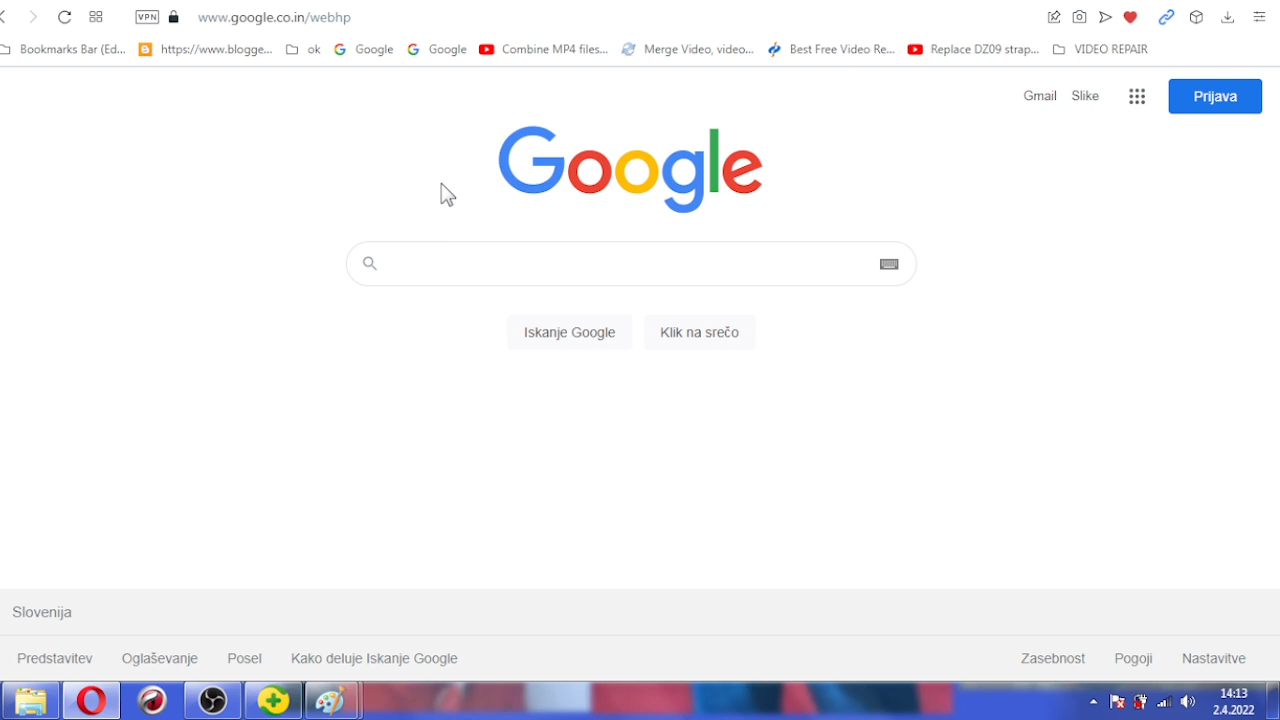 VPN www.google.co.in/webhp
Bookmarks Bar (Ed... https://www.blogge... ok Google Google Combine MP4 files... Merge Video, video... Best Free Video Re... Replace DZ09 strap... VIDEO REPAIR
Gmail Slike Prijava
Google
Iskanje Google Klik na srečo
Slovenija
Predstavitev Oglaševanje Posel Kako deluje Iskanje Google Zasebnost Pogoji Nastavitve
14:13
2.4.2022